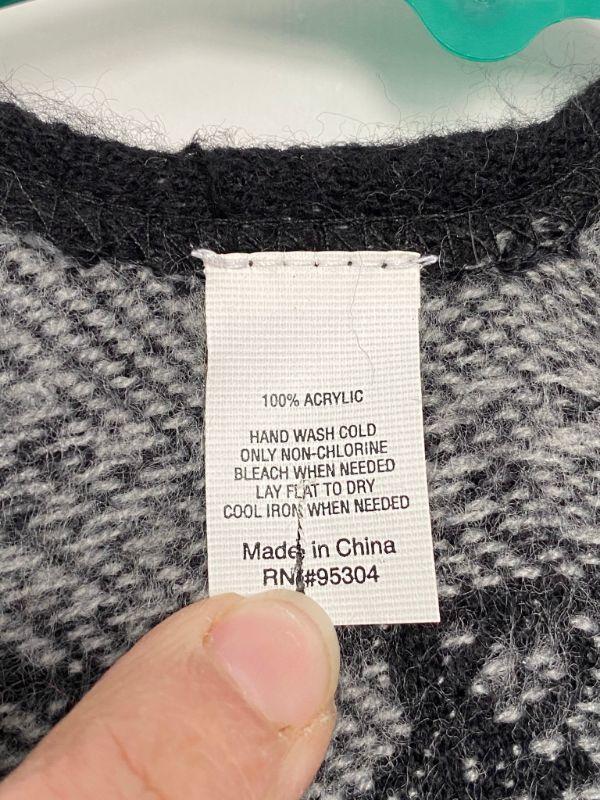 100% ACRYLIC
HAND WASH COLD
ONLY NON-CHLORINE
BLEACH WHEN NEEDED
LAY FLAT TO DRY
COOL IRON WHEN NEEDED
Made in China
RN#95304